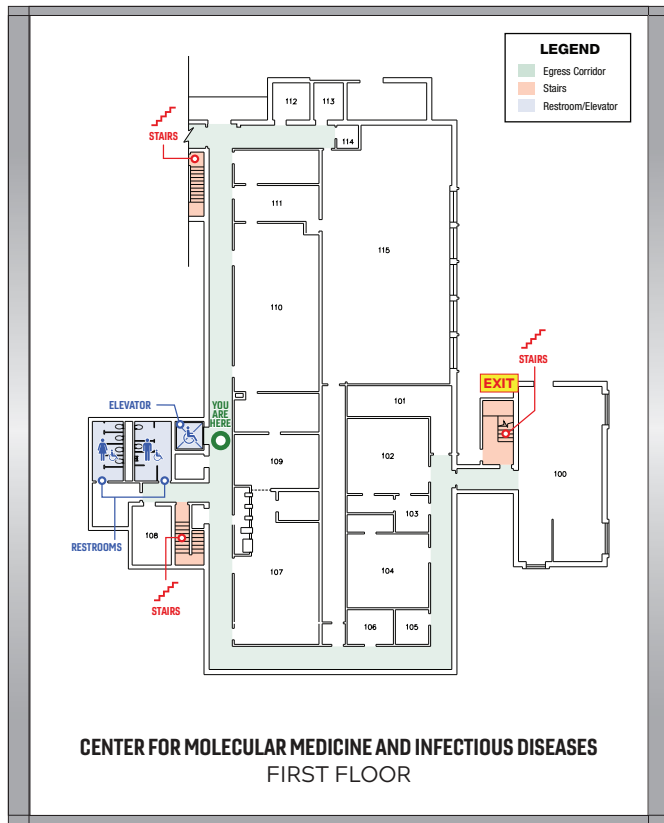 LEGEND
Egress Corridor
Stairs
Restroom/Elevator
112
113
STAIRS
114
111
115
110
STAIRS
EXIT
101
ELEVATOR
YOU
ARE
HERE
102
109
100
103
RESTROOMS
108
107
104
STAIRS
106
105
CENTER FOR MOLECULAR MEDICINE AND INFECTIOUS DISEASES
FIRST FLOOR